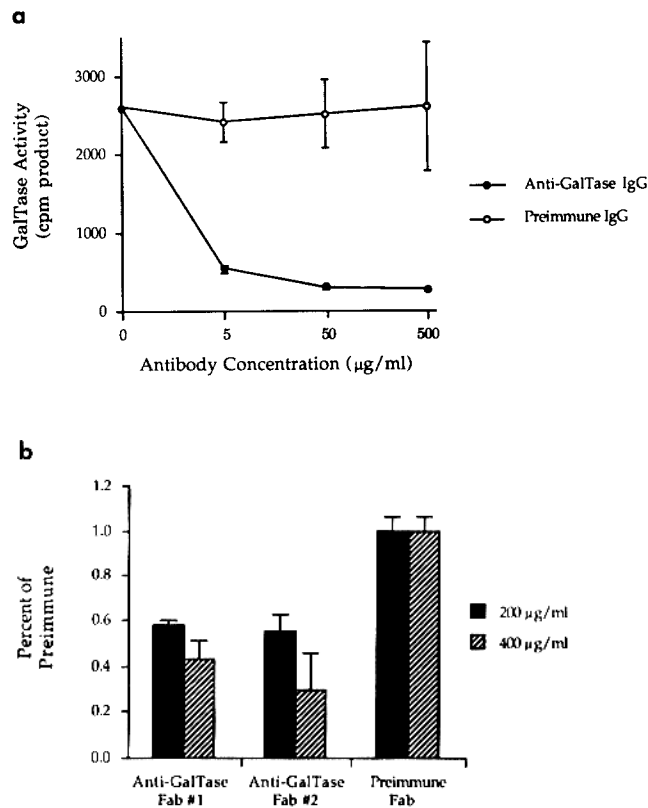 a
GalTase Activity
(cpm product)
3000
2000
1000
0
0 5 50 500
Antibody Concentration (μg/ml)
Anti-GalTase IgG
Preimmune IgG
b
Percent of
Preimmune
1.2
1.0
0.8
0.6
0.4
0.2
0.0
Anti-GalTase Anti-GalTase Preimmune
Fab #1 Fab #2 Fab
200 μg/ml
400 μg/ml